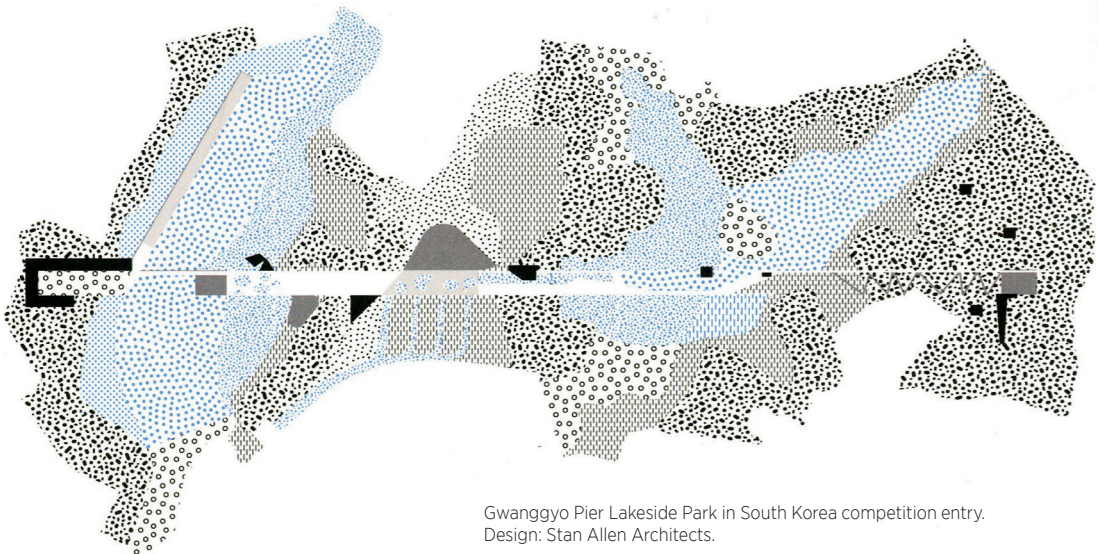 Gwanggyo Pier Lakeside Park in South Korea competition entry.
Design: Stan Allen Architects.